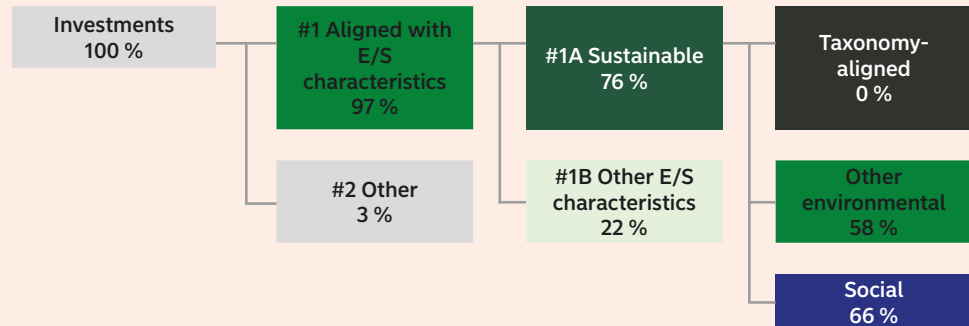 Investments
100 %
#1 Aligned with
E/S
characteristics
97 %
#1A Sustainable
76 %
Taxonomy-
aligned
0 %
#2 Other
3 %
#1B Other E/S
characteristics
22 %
Other
environmental
58 %
Social
66 %